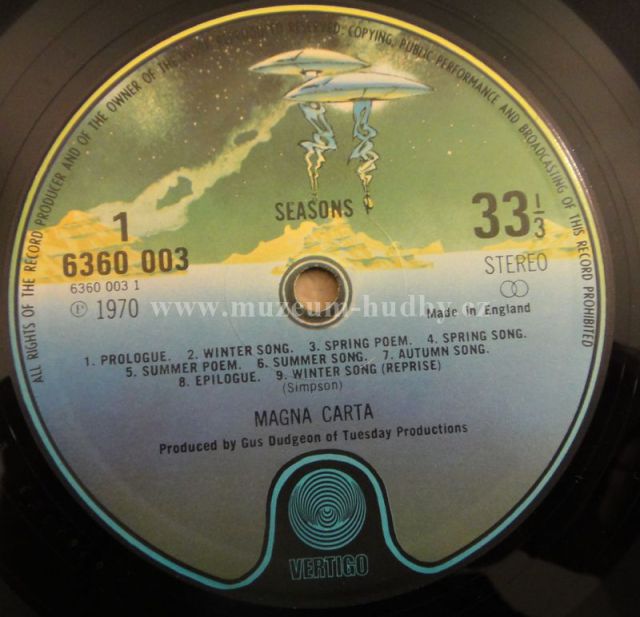 ALL RIGHTS OF THE RECORD PRODUCER AND OF THE OWNER OF THE RECORDED RESERVED. COPYING, PUBLIC PERFORMANCE AND BROADCASTING OF THIS RECORD PROHIBITED
SEASONS
1
33 1/3
6360 003
STEREO
6360 003 1
Ⓟ 1970
Made in England
www.muzeum-hudby.cz
1. PROLOGUE. 2. WINTER SONG. 3. SPRING POEM. 4. SPRING SONG.
5. SUMMER POEM. 6. SUMMER SONG. 7. AUTUMN SONG.
8. EPILOGUE. 9. WINTER SONG (REPRISE)
(Simpson)
MAGNA CARTA
Produced by Gus Dudgeon of Tuesday Productions
VERTIGO